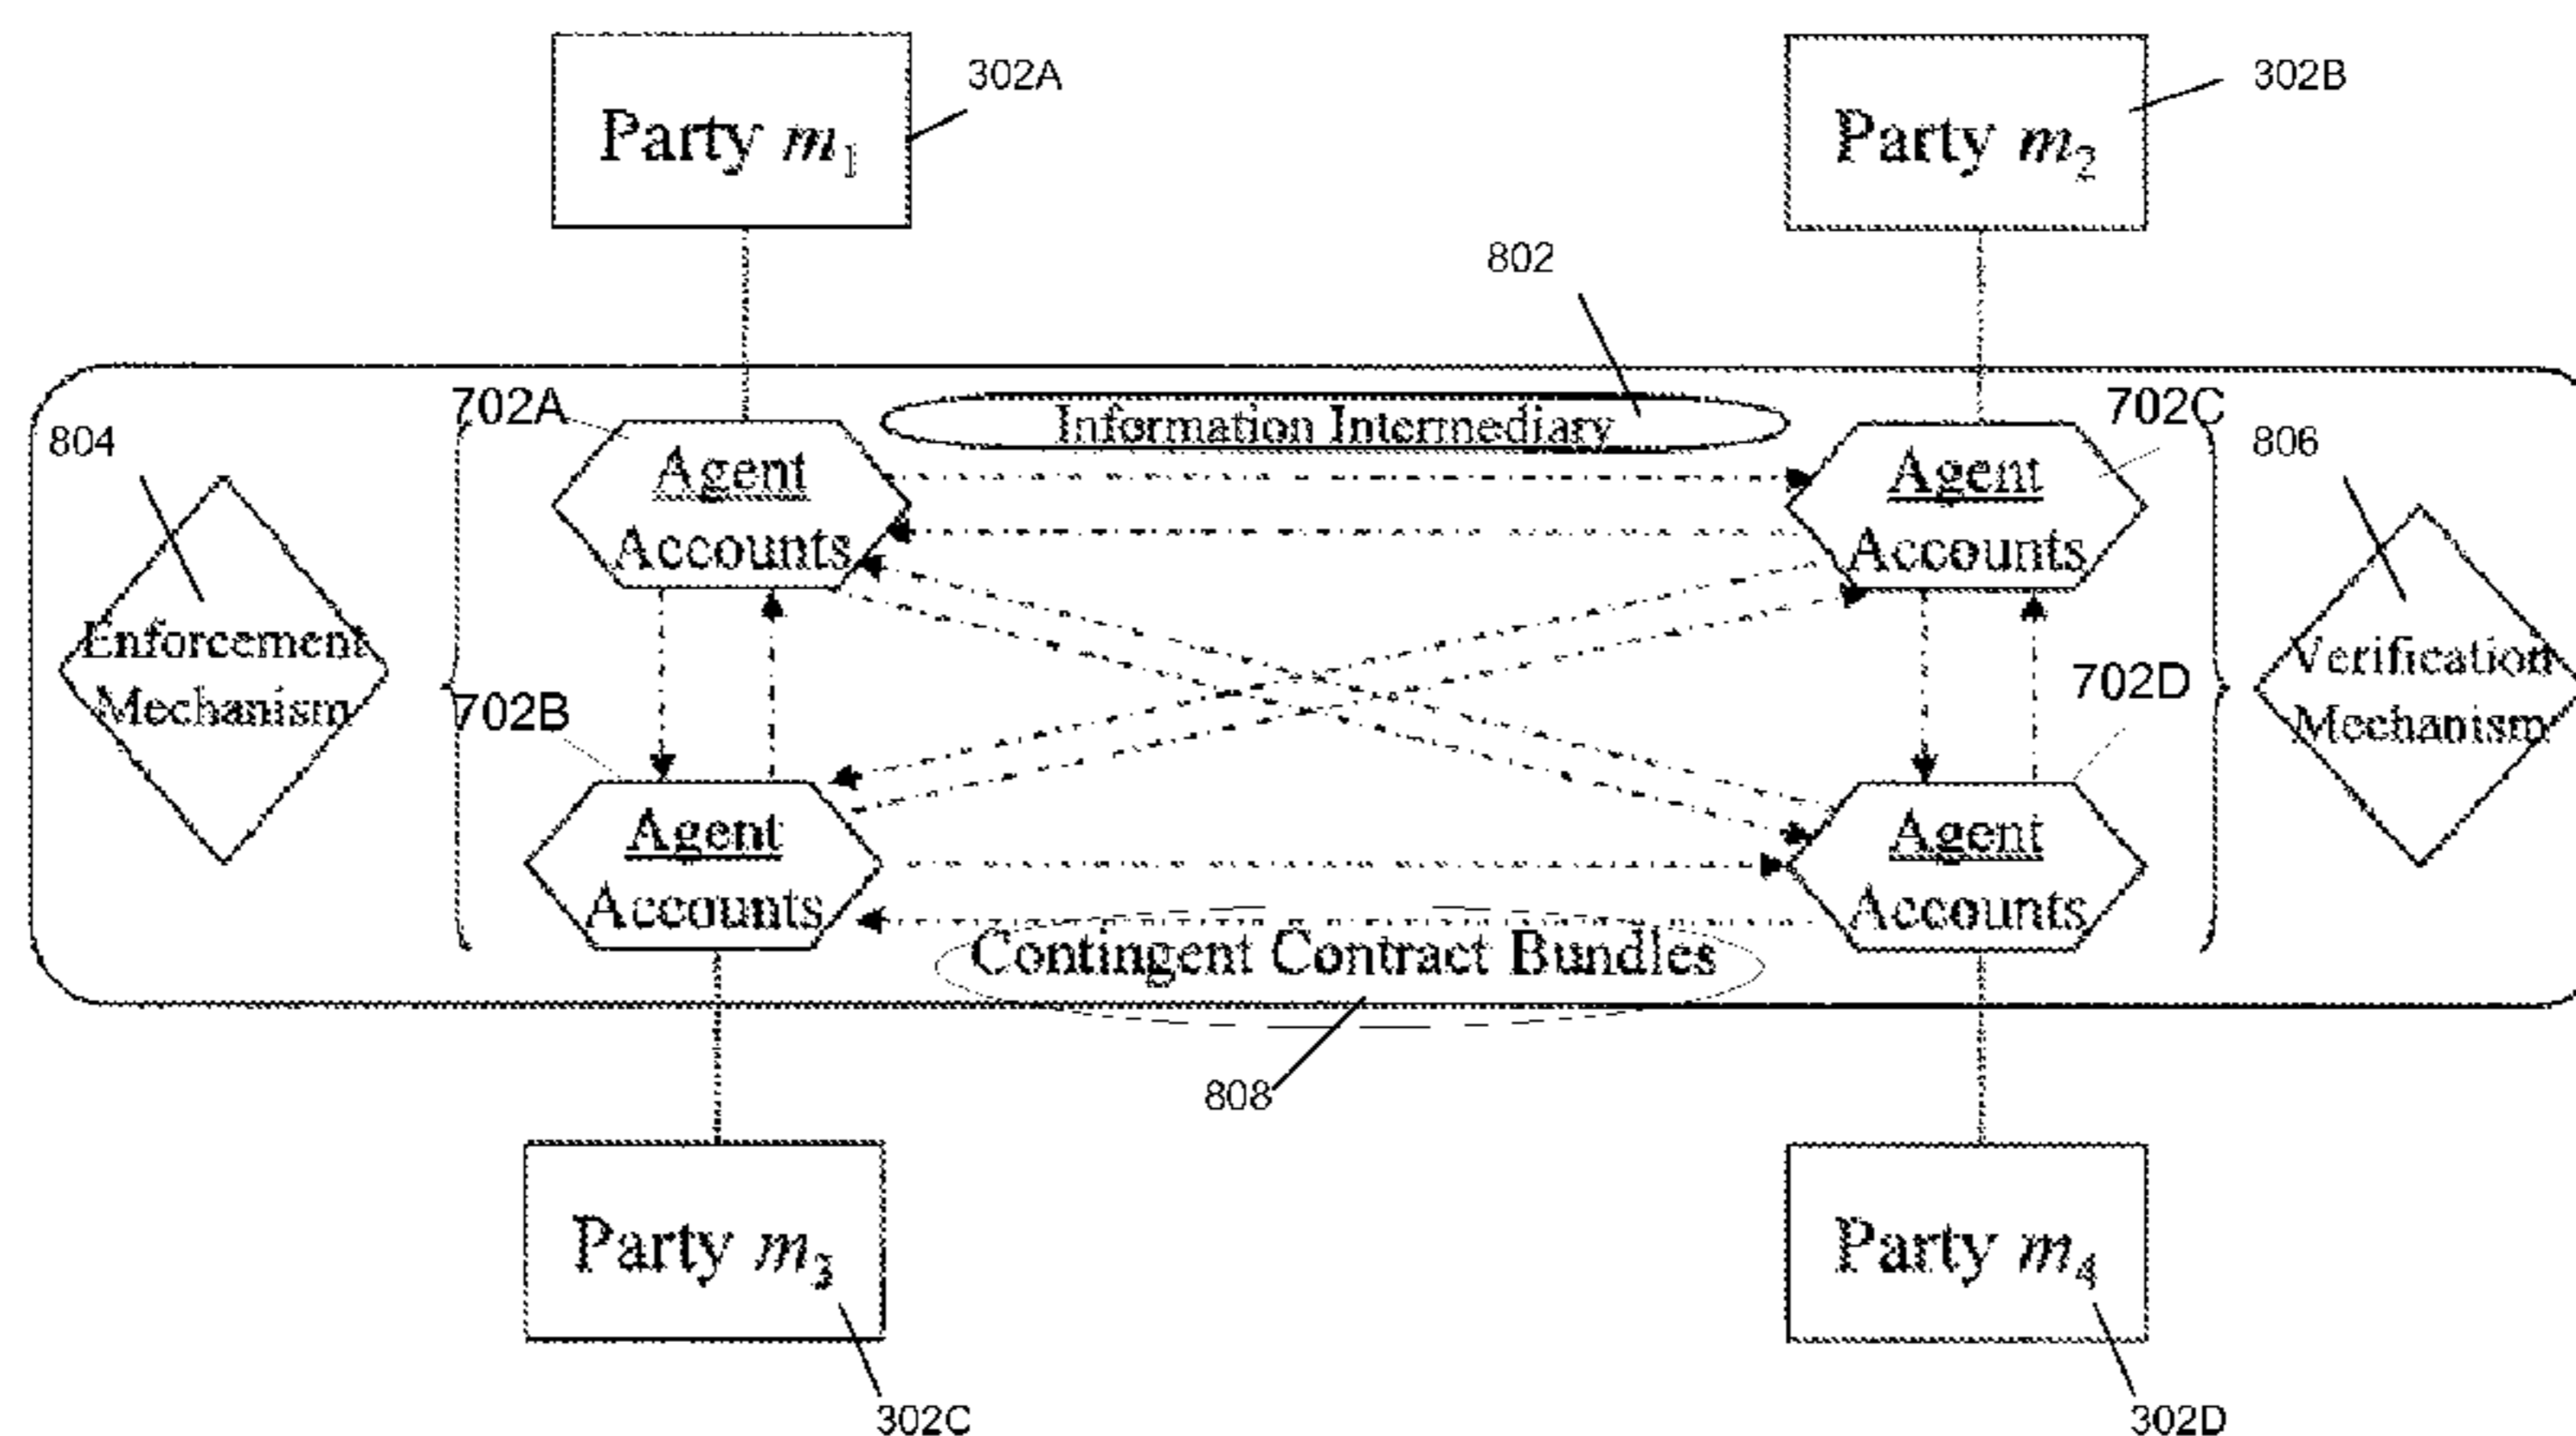 Party m₁
302A
Party m₂
302B
802
702A
Information Intermediary
702C
804
806
Agent
Accounts
Agent
Accounts
Enforcement
Mechanism
Verification
Mechanism
702B
702D
Agent
Accounts
Agent
Accounts
Contingent Contract Bundles
808
Party m₃
302C
Party m₄
302D